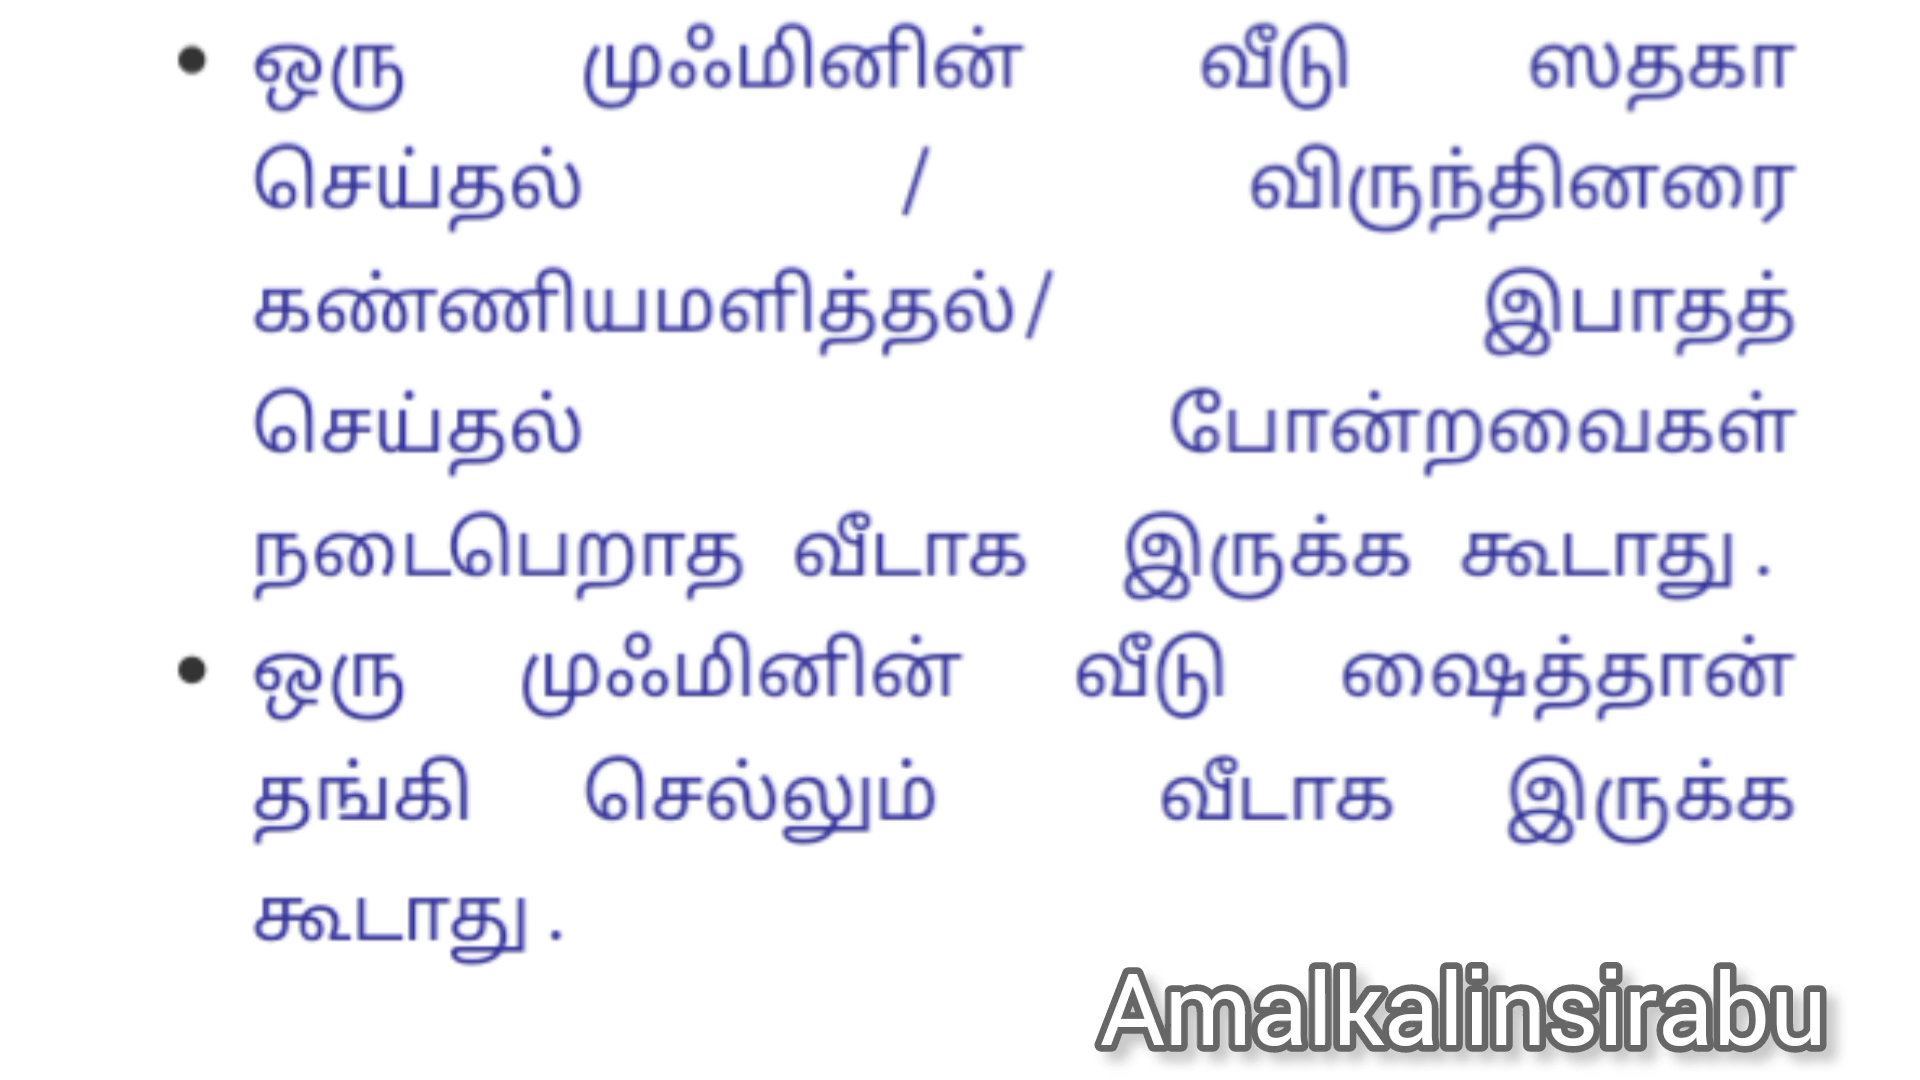 • ஒரு முஃமினின் வீடு ஸதகா
செய்தல் / விருந்தினரை
கண்ணியமளித்தல்/ இபாதத்
செய்தல் போன்றவைகள்
நடைபெறாத வீடாக இருக்க கூடாது .
• ஒரு முஃமினின் வீடு ஷைத்தான்
தங்கி செல்லும் வீடாக இருக்க
கூடாது .
Amalkalinsirabu